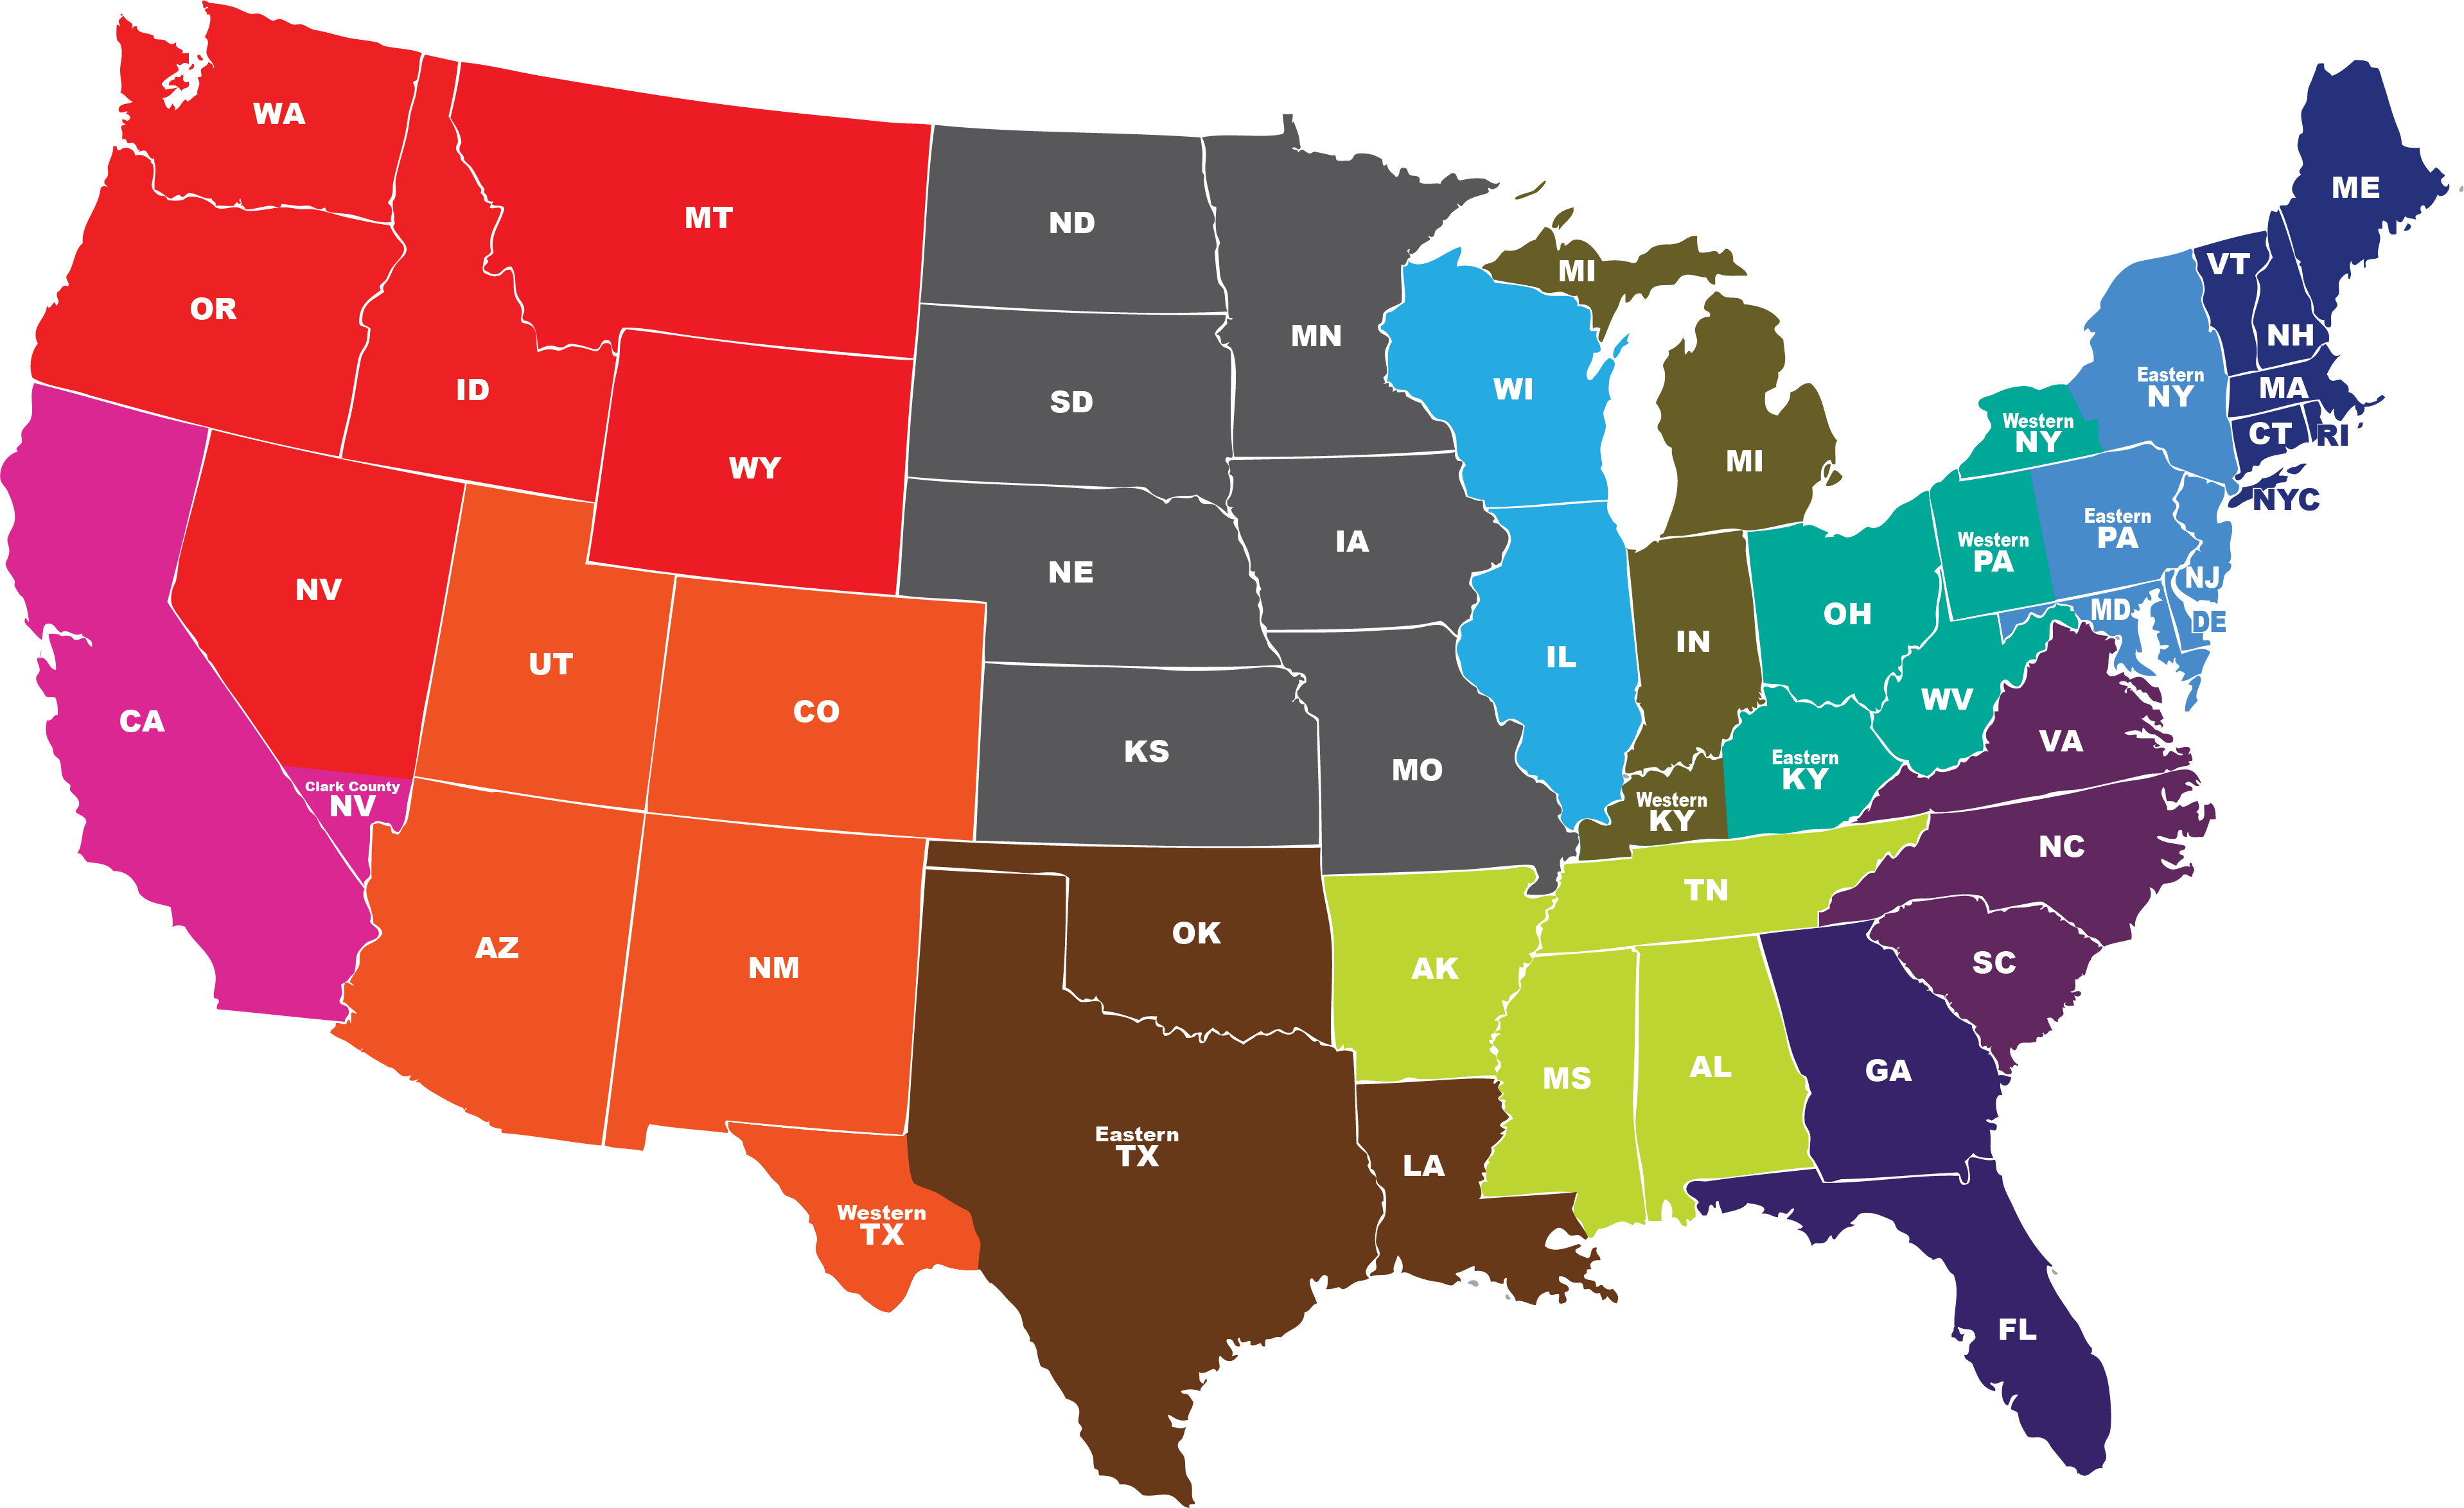 WA
MT
ND
ME
MI
VT
OR
MN
NH
Eastern
NY
MA
ID
WI
SD
Western
NY
CT
RI
WY
MI
NYC
Eastern
PA
IA
Western
PA
NE
NJ
NV
MD
DE
OH
IN
UT
IL
WV
CO
CA
VA
KS
Eastern
KY
MO
Clark County
NV
Western
KY
NC
TN
OK
AZ
SC
NM
AK
AL
GA
MS
Eastern
TX
LA
Western
TX
FL